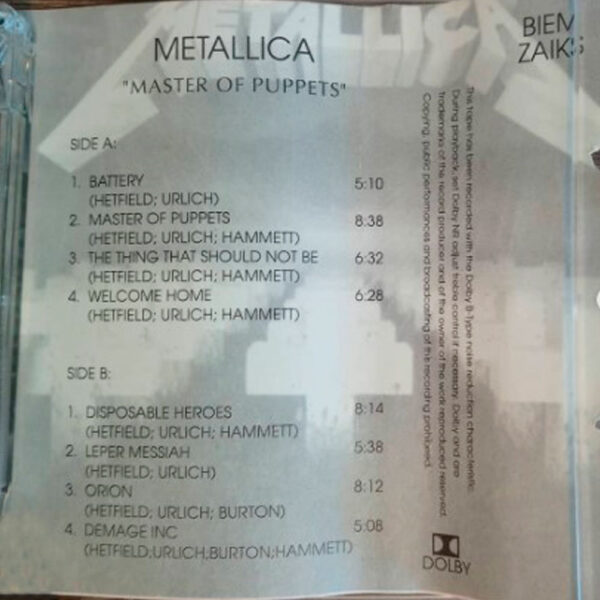 METALLICA
METALLICA
"MASTER OF PUPPETS"
BIEM
ZAIKS
SIDE A:
1. BATTERY 5:10
(HETFIELD; URLICH)
2. MASTER OF PUPPETS 8:38
(HETFIELD; URLICH; HAMMETT)
3. THE THING THAT SHOULD NOT BE 6:32
(HETFIELD; URLICH; HAMMETT)
4. WELCOME HOME 6:28
(HETFIELD; URLICH; HAMMETT)
SIDE B:
1. DISPOSABLE HEROES 8:14
(HETFIELD; URLICH; HAMMETT)
2. LEPER MESSIAH 5:38
(HETFIELD; URLICH)
3. ORION 8:12
(HETFIELD; URLICH; BURTON)
4. DEMAGE INC 5:08
(HETFIELD;URLICH;BURTON;HAMMETT)
This tape has been recorded with the Dolby B-Type noise reduction characteristic.
During playback, set Dolby NR adjust treble control if necessary. Dolby and are
trademarks of the record producer and of the owner of the work reproduced reserved.
Copying, public performances and broadcasting of this recording prohibited.
DOLBY